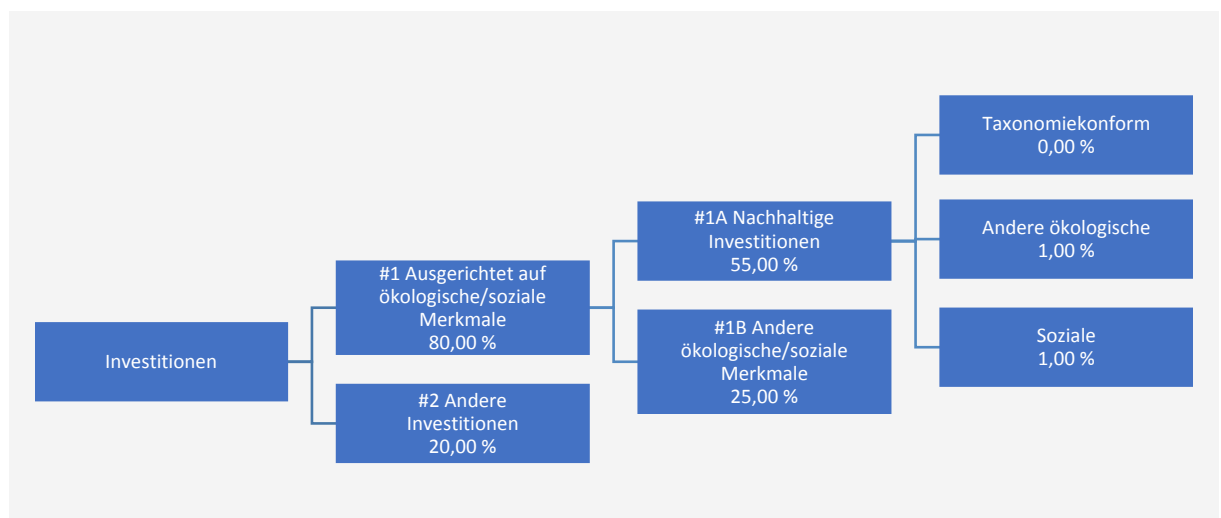 Investitionen
#1 Ausgerichtet auf
ökologische/soziale
Merkmale
80,00 %
#2 Andere
Investitionen
20,00 %
#1A Nachhaltige
Investitionen
55,00 %
#1B Andere
ökologische/soziale
Merkmale
25,00 %
Taxonomiekonform
0,00 %
Andere ökologische
1,00 %
Soziale
1,00 %